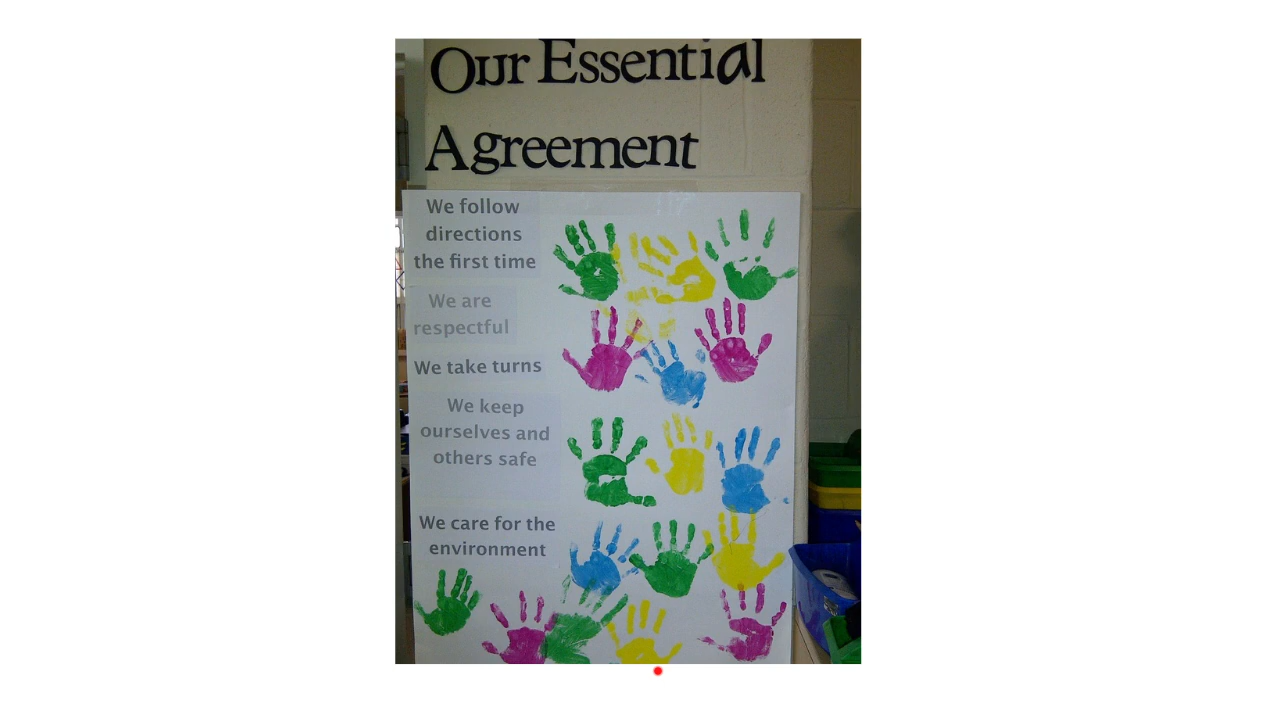 Our Essential
Agreement
We follow
directions
the first time
We are
respectful
We take turns
We keep
ourselves and
others safe
We care for the
environment